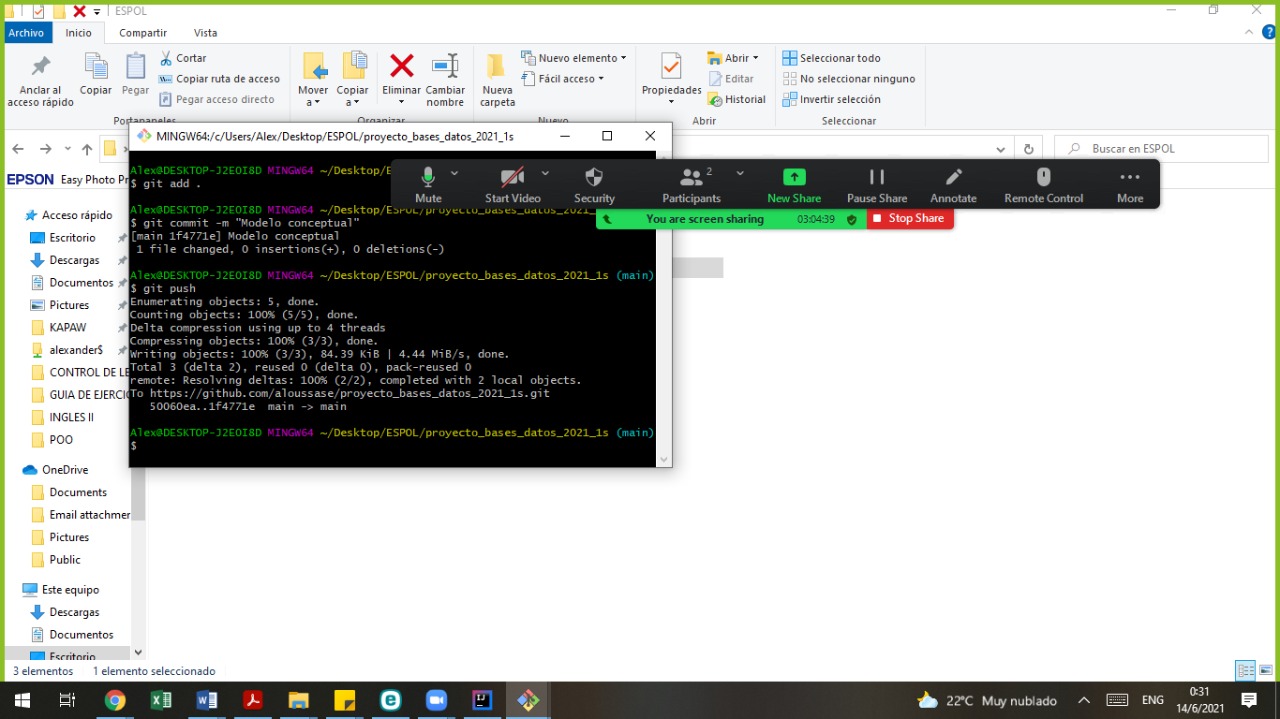 ESPOL
Archivo Inicio Compartir Vista
Anclar al acceso rápido
Copiar
Pegar
Cortar
Copiar ruta de acceso
Pegar acceso directo
Portapapeles
Mover a
Copiar a
Eliminar
Cambiar nombre
Organizar
Nueva carpeta
Nuevo elemento
Fácil acceso
Nuevo
Propiedades
Abrir
Editar
Historial
Abrir
Seleccionar todo
No seleccionar ninguno
Invertir selección
Seleccionar
Buscar en ESPOL
EPSON Easy Photo Pr
MINGW64:/c/Users/Alex/Desktop/ESPOL/proyecto_bases_datos_2021_1s
Alex@DESKTOP-J2EOI8D MINGW64 ~/Desktop/E
$ git add .
Alex@DESKTOP-J2EOI8D MINGW64 ~/Desktop/ESPOL/proyecto_bases_datos_2021_1s
$ git commit -m "Modelo conceptual"
[main 1f4771e] Modelo conceptual
1 file changed, 0 insertions(+), 0 deletions(-)
Alex@DESKTOP-J2EOI8D MINGW64 ~/Desktop/ESPOL/proyecto_bases_datos_2021_1s (main)
$ git push
Enumerating objects: 5, done.
Counting objects: 100% (5/5), done.
Delta compression using up to 4 threads
Compressing objects: 100% (3/3), done.
Writing objects: 100% (3/3), 84.39 KiB | 4.44 MiB/s, done.
Total 3 (delta 2), reused 0 (delta 0), pack-reused 0
remote: Resolving deltas: 100% (2/2), completed with 2 local objects.
To https://github.com/aloussase/proyecto_bases_datos_2021_1s.git
50060ea..1f4771e main -> main
Alex@DESKTOP-J2EOI8D MINGW64 ~/Desktop/ESPOL/proyecto_bases_datos_2021_1s (main)
$
Mute
Start Video
Security
Participants 2
New Share
Pause Share
Annotate
Remote Control
More
You are screen sharing 03:04:39 Stop Share
Acceso rápido
Escritorio
Descargas
Documentos
Pictures
KAPAW
alexander$
CONTROL DE LE
GUIA DE EJERCIO
INGLES II
POO
OneDrive
Documents
Email attachmer
Pictures
Public
Este equipo
Descargas
Documentos
Escritorio
3 elementos 1 elemento seleccionado
22°C Muy nublado
ENG
0:31
14/6/2021